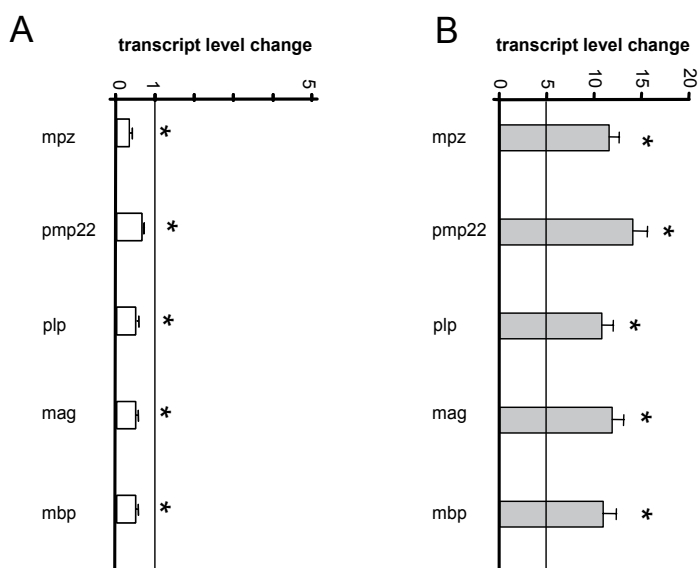 A
transcript level change
0 1 5
mpz *
pmp22 *
plp *
mag *
mbp *
B
transcript level change
0 5 10 15 20
mpz *
pmp22 *
plp *
mag *
mbp *